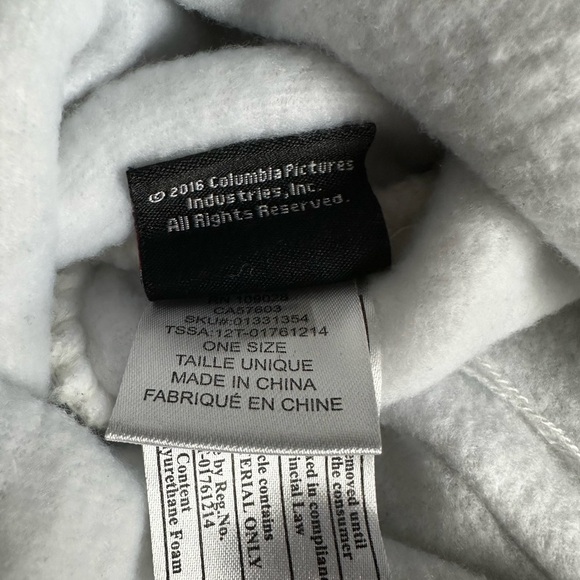 © 2016 Columbia Pictures
Industries, Inc.
All Rights Reserved.
CA57603
SKU#:01331354
TSSA:12T-01761214
ONE SIZE
TAILLE UNIQUE
MADE IN CHINA
FABRIQUÉ EN CHINE
emoved until
the consumer
ked in complianc
incial Law
cle contains
ERIAL ONLY
by Reg.No.
-01761214
Content
yurethane Foam